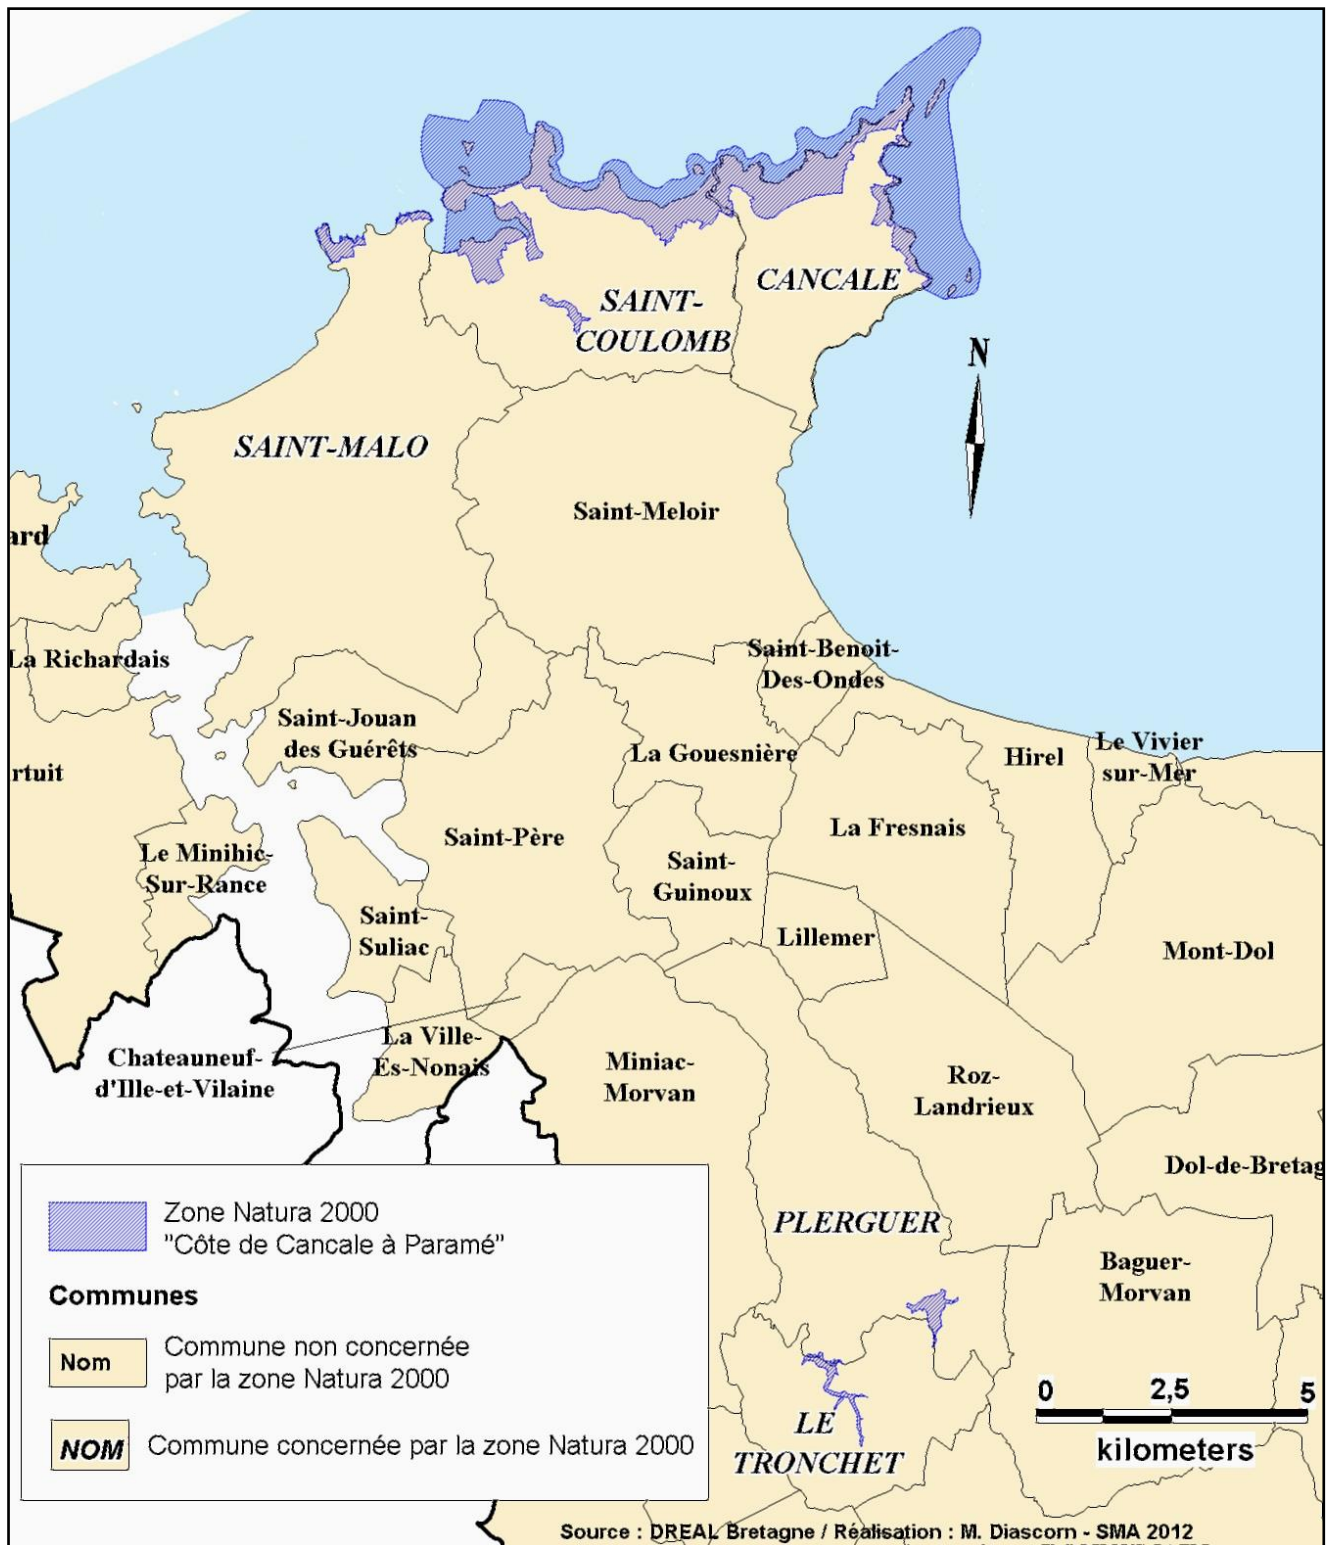 CANCALE
SAINT-
COULOMB
N
SAINT-MALO
Saint-Meloir
ard
La Richardais
Saint-Benoit-
Des-Ondes
Saint-Jouan
des Guérêts
La Gouesnière
Hirel
Le Vivier
sur-Mer
rtuit
La Fresnais
Saint-Père
Le Minihic-
Sur-Rance
Saint-
Guinoux
Saint-
Suliac
Lillemer
Mont-Dol
La Ville-
Es-Nonais
Chateauneuf-
d'Ille-et-Vilaine
Miniac-
Morvan
Roz-
Landrieux
Dol-de-Bretag
PLERGUER
Baguer-
Morvan
LE
TRONCHET
Zone Natura 2000
"Côte de Cancale à Paramé"
Communes
Nom
Commune non concernée
par la zone Natura 2000
NOM
Commune concernée par la zone Natura 2000
0 2,5 5
kilometers
Source : DREAL Bretagne / Réalisation : M. Diascorn - SMA 2012